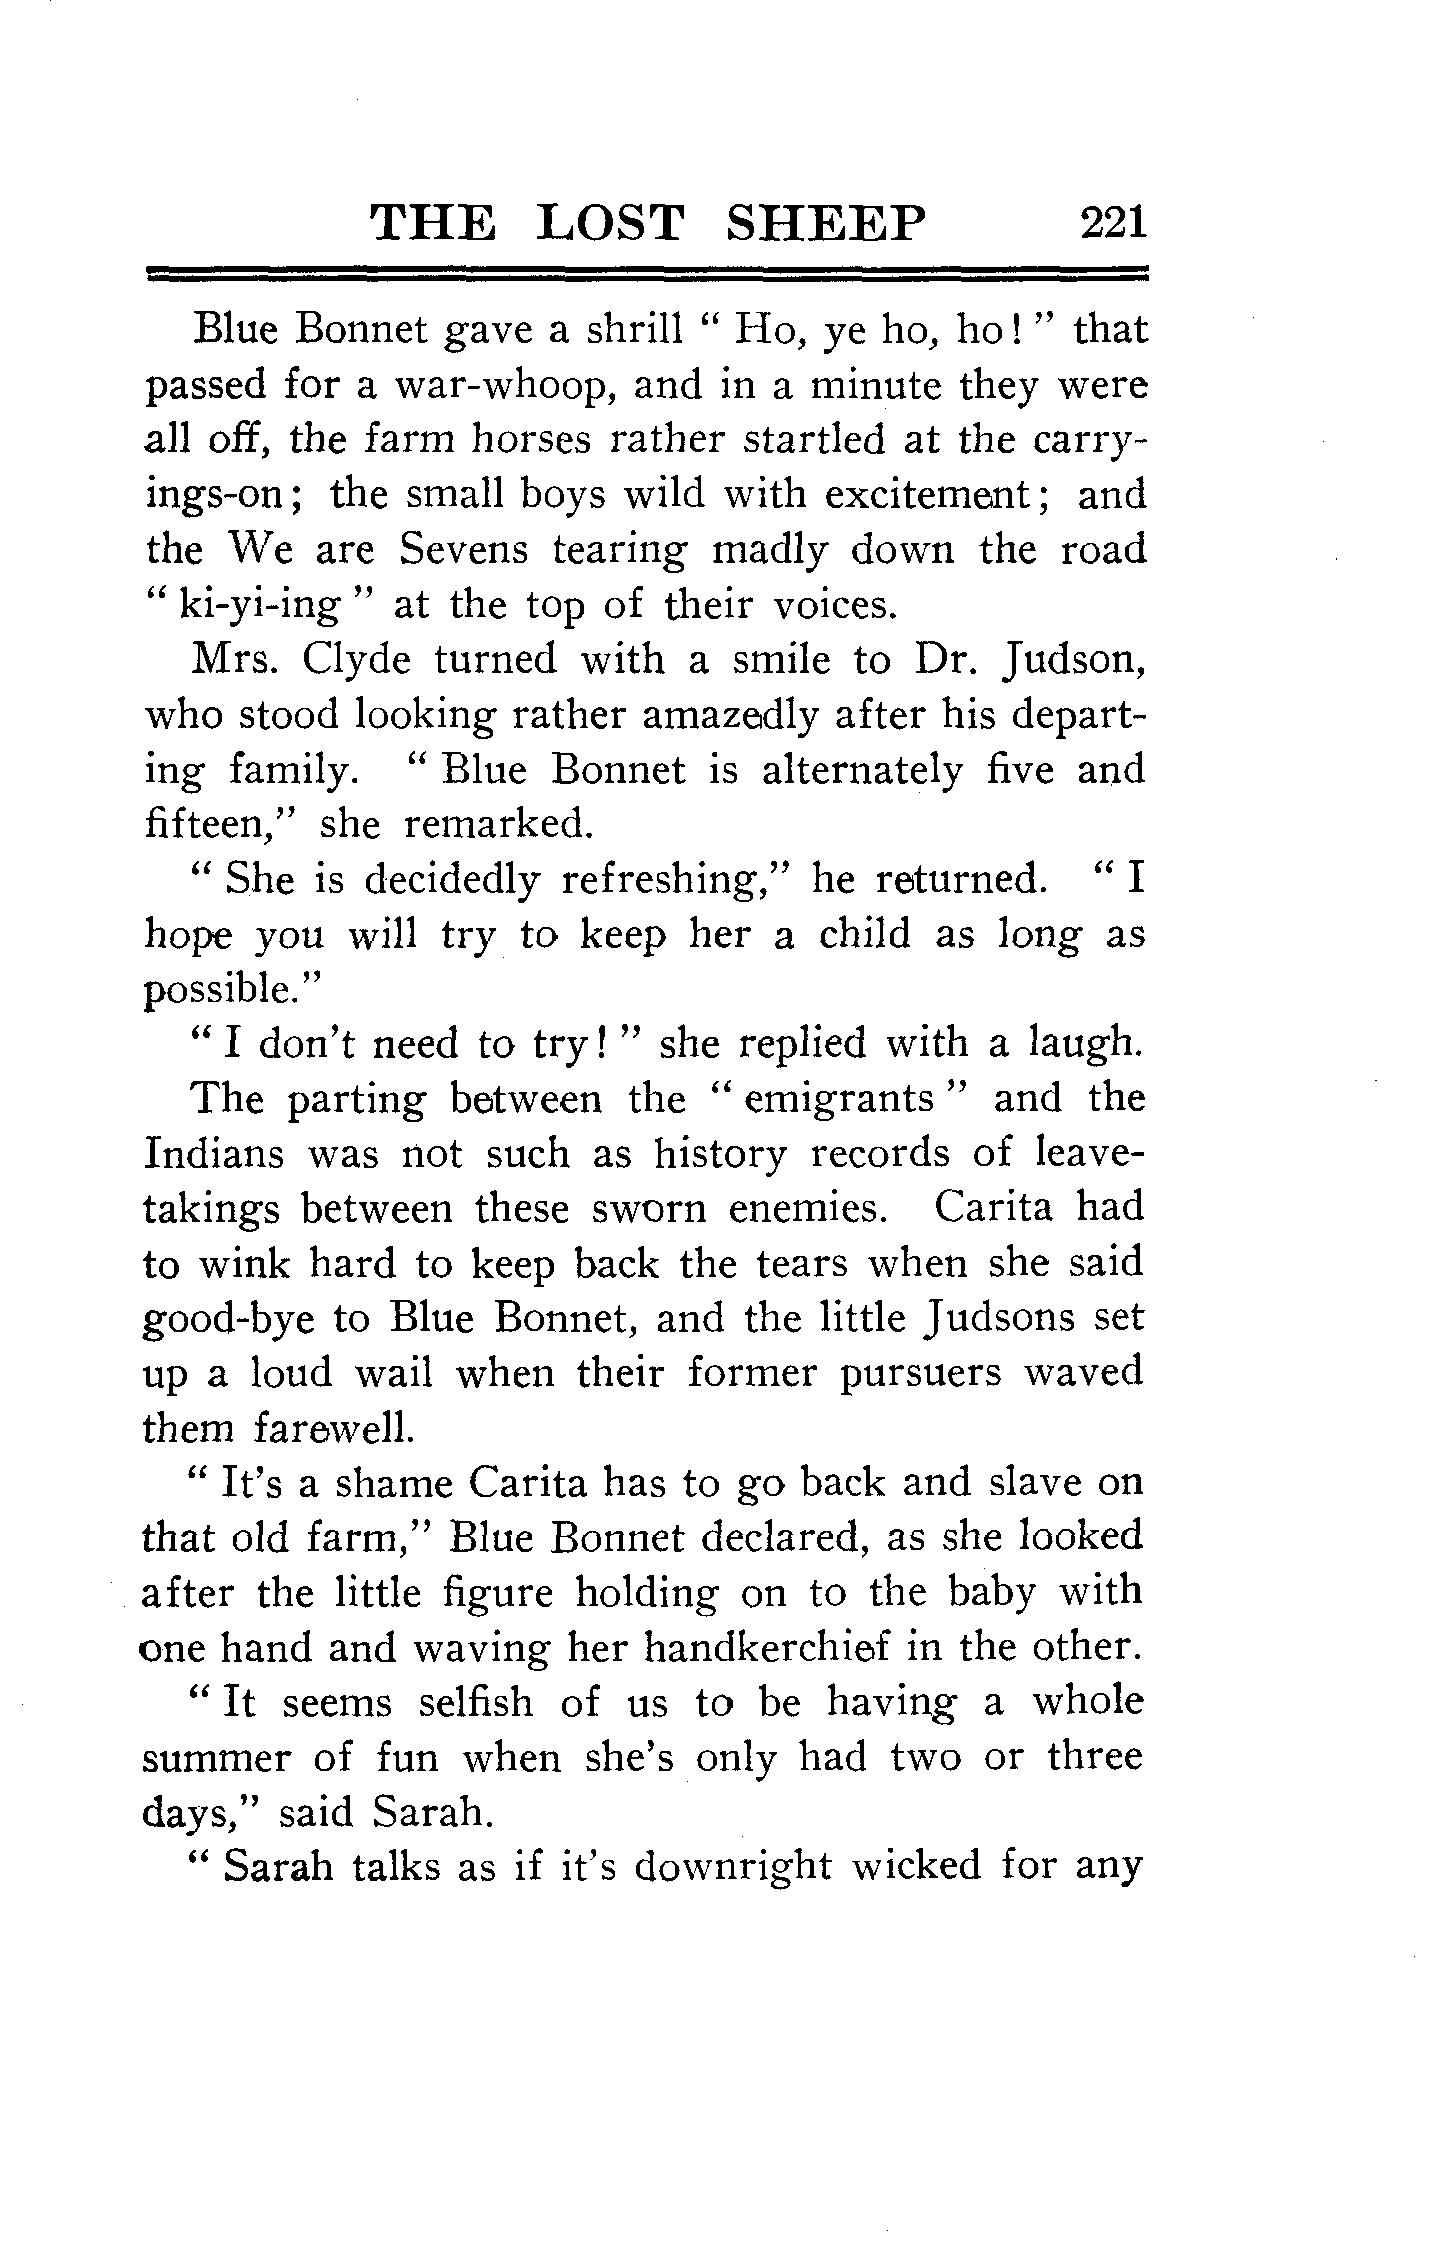 THE LOST SHEEP 221
Blue Bonnet gave a shrill “ Ho, ye ho, ho! ” that
passed for a war-whoop, and in a minute they were
all off, the farm horses rather startled at the carry-
ings-on; the small boys wild with excitement; and
the We are Sevens tearing madly down the road
“ ki-yi-ing ” at the top of their voices.
Mrs. Clyde turned with a smile to Dr. Judson,
who stood looking rather amazedly after his depart-
ing family. “ Blue Bonnet is alternately five and
fifteen,” she remarked.
“ She is decidedly refreshing,” he returned. “ I
hope you will try to keep her a child as long as
possible.”
“ I don’t need to try! ” she replied with a laugh.
The parting between the “ emigrants ” and the
Indians was not such as history records of leave-
takings between these sworn enemies. Carita had
to wink hard to keep back the tears when she said
good-bye to Blue Bonnet, and the little Judsons set
up a loud wail when their former pursuers waved
them farewell.
“ It’s a shame Carita has to go back and slave on
that old farm,” Blue Bonnet declared, as she looked
after the little figure holding on to the baby with
one hand and waving her handkerchief in the other.
“ It seems selfish of us to be having a whole
summer of fun when she’s only had two or three
days,” said Sarah.
“ Sarah talks as if it’s downright wicked for any